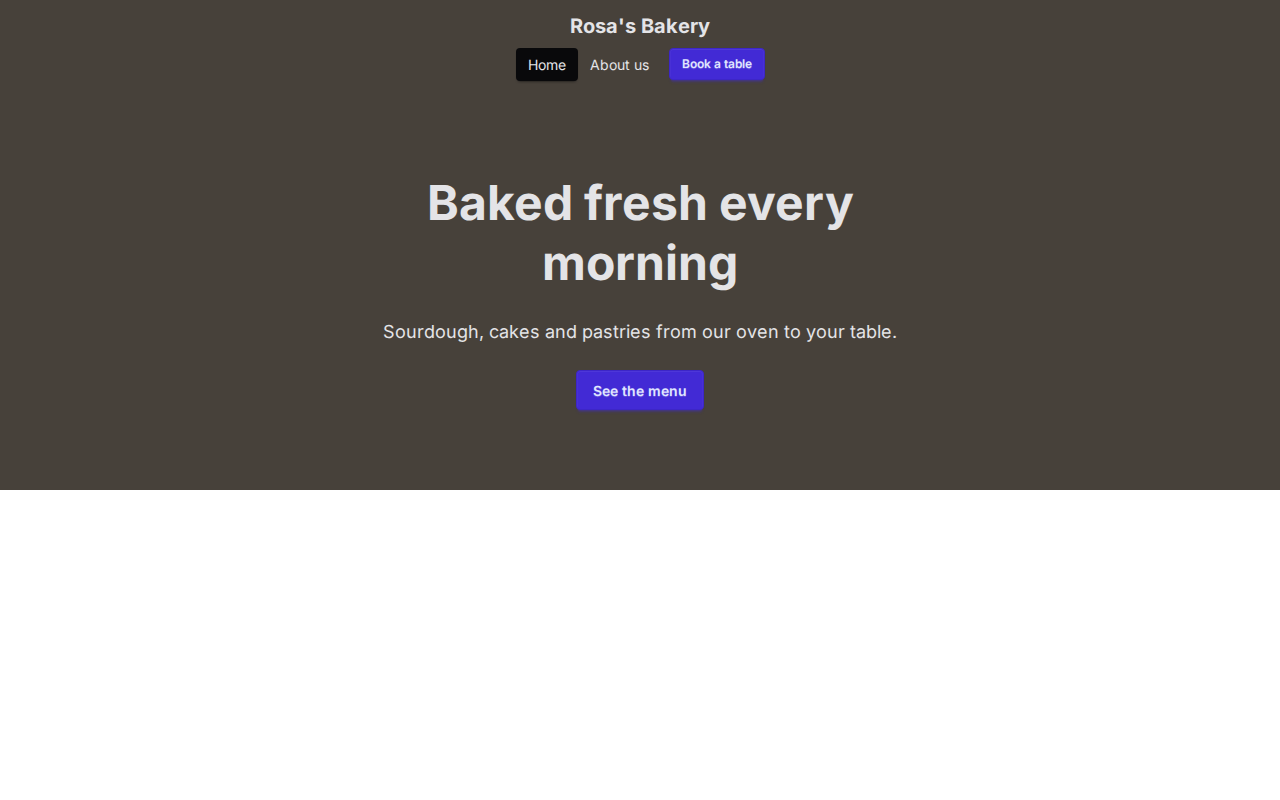 Rosa's Bakery
Home About us Book a table
Baked fresh every
morning
Sourdough, cakes and pastries from our oven to your table.
See the menu